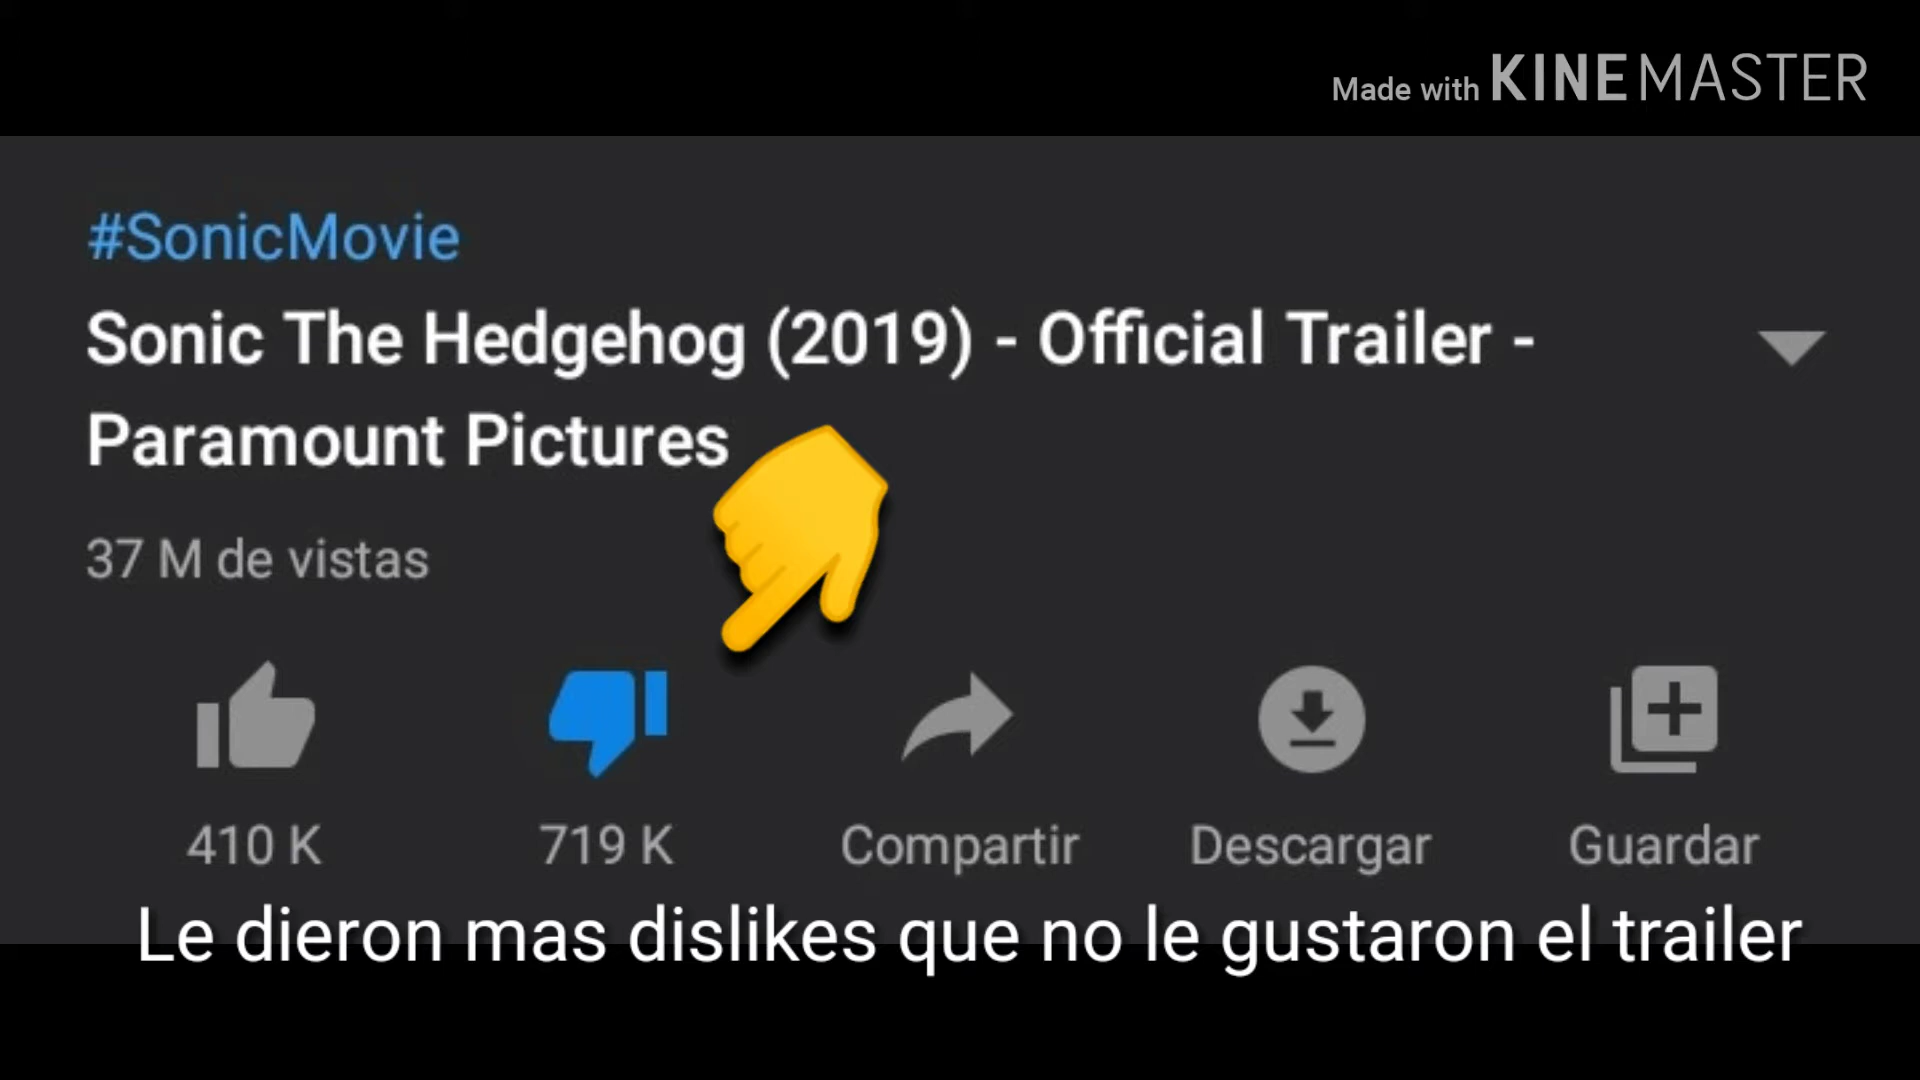 Made with KINEMASTER
#SonicMovie
Sonic The Hedgehog (2019) - Official Trailer -
Paramount Pictures
37 M de vistas
410 K 719 K Compartir Descargar Guardar
Le dieron mas dislikes que no le gustaron el trailer